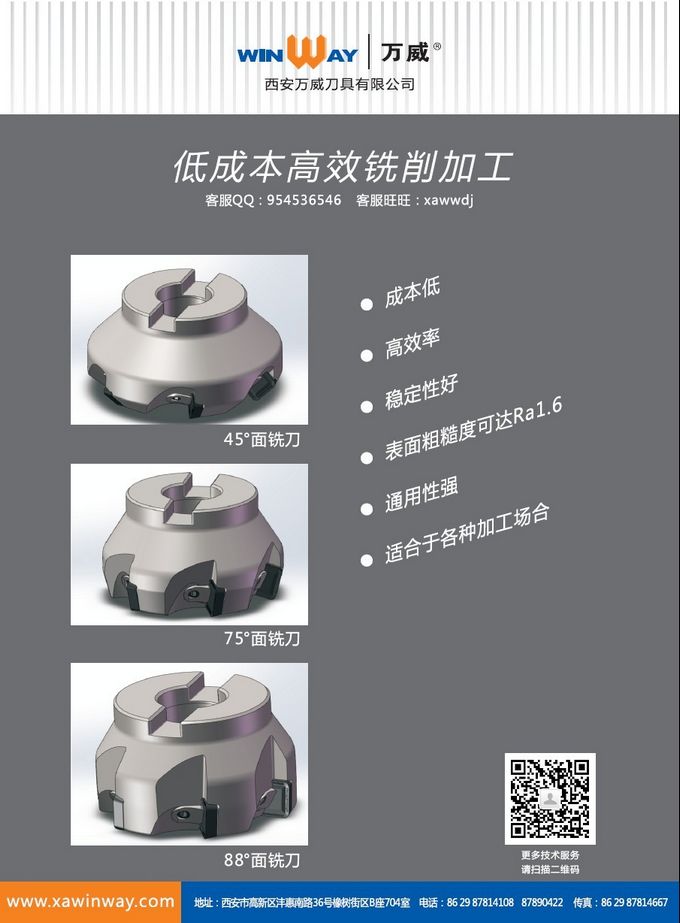 WINWAY 万威®
西安万威刀具有限公司
低成本高效铣削加工
客服QQ：954536546 客服旺旺：xawwdj
成本低
高效率
稳定性好
表面粗糙度可达Ra1.6
通用性强
适合于各种加工场合
45°面铣刀
75°面铣刀
88°面铣刀
更多技术服务
请扫描二维码
www.xawinway.com 地址：西安市高新区沣惠南路36号橡树街区B座704室 电话：86 29 87814108 87890422 传真：86 29 87814667